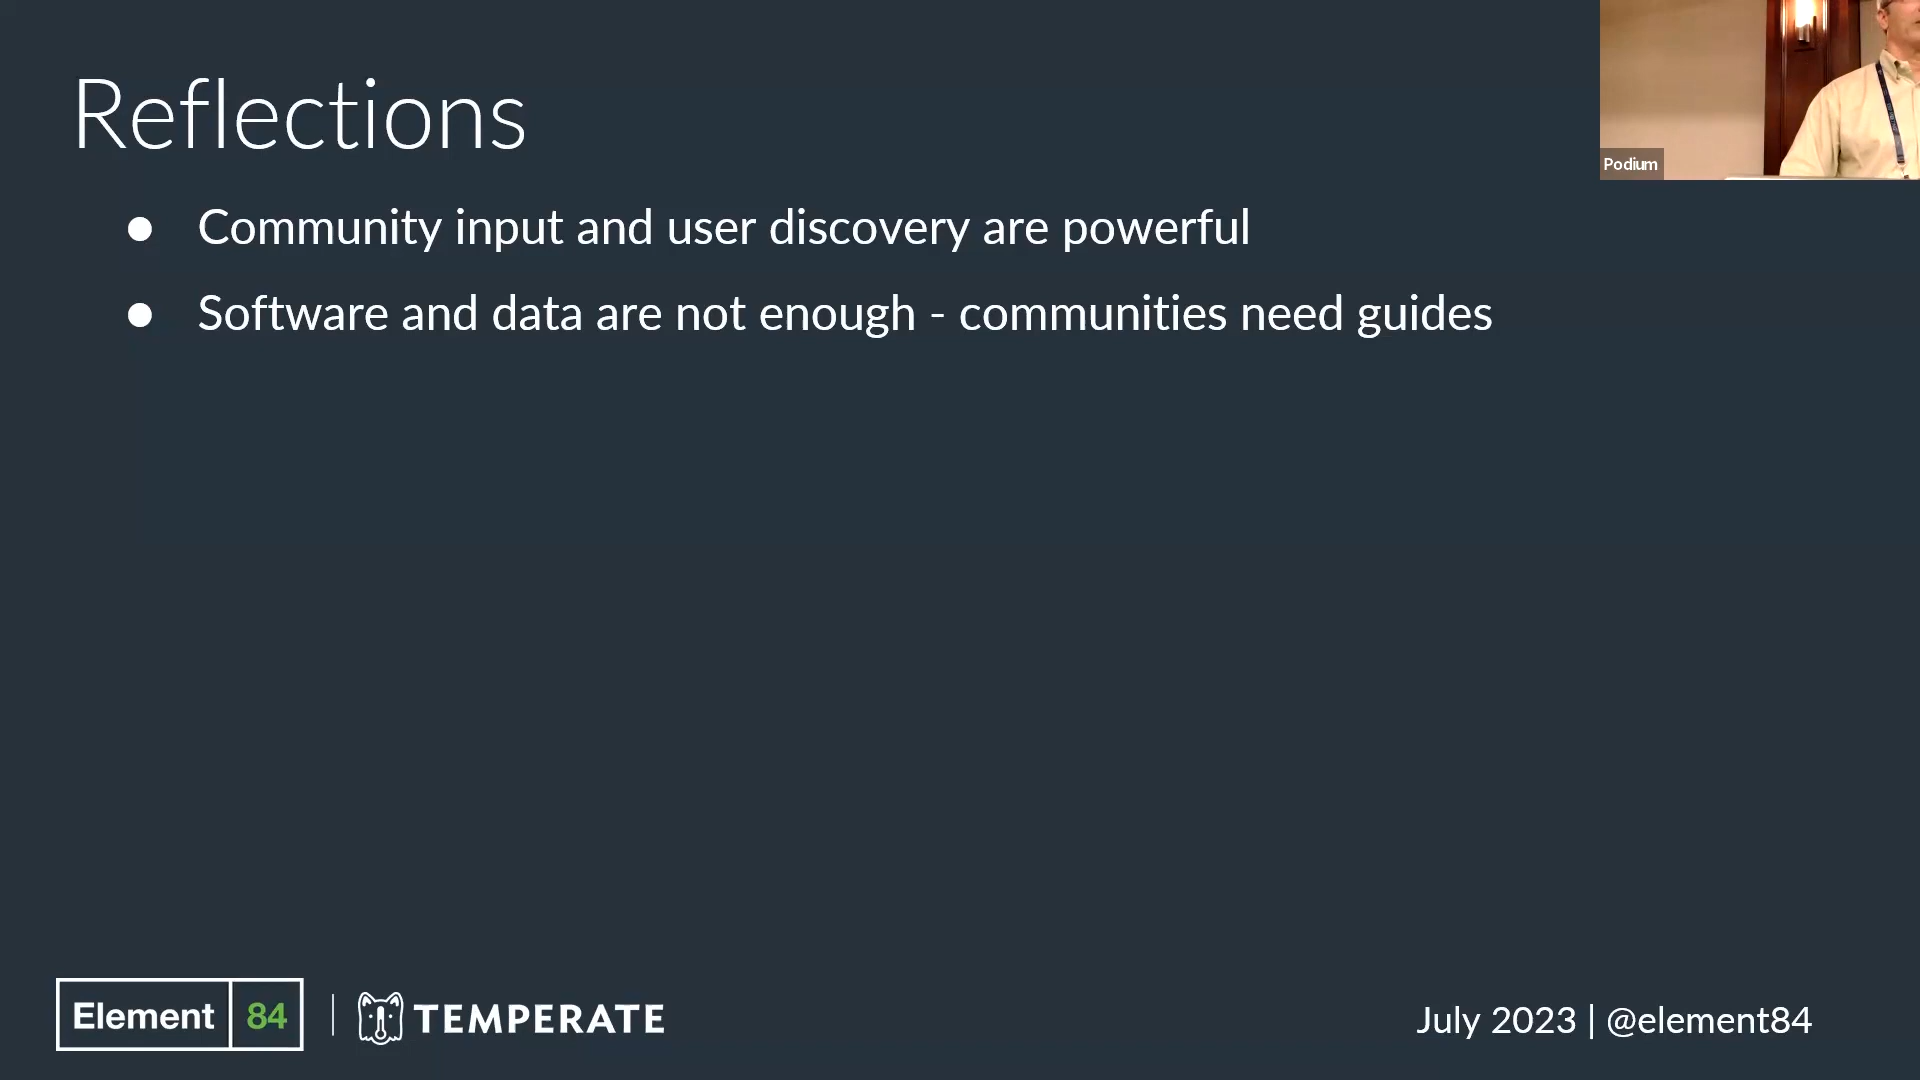 Reflections
Podium
● Community input and user discovery are powerful
● Software and data are not enough - communities need guides
Element 84 | TEMPERATE
July 2023 | @element84